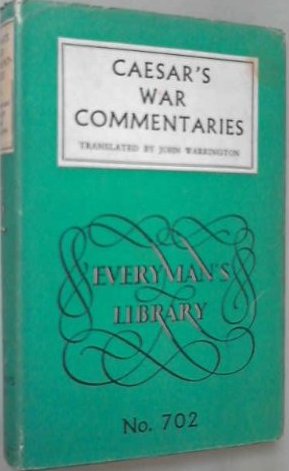 CAESAR'S
WAR
COMMENTARIES
TRANSLATED BY JOHN WARRINGTON
EVERYMAN'S
LIBRARY
No. 702